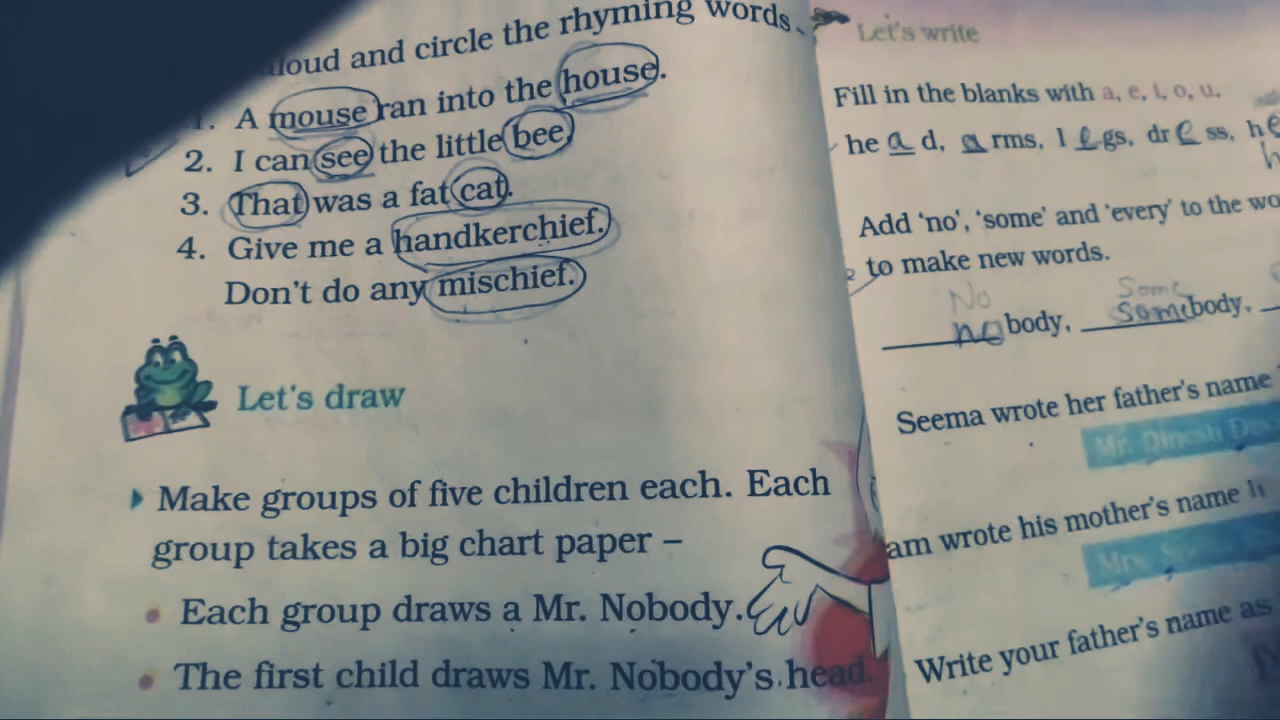 loud and circle the rhyming words.
1. A mouse ran into the house.
2. I can see the little bee.
3. That was a fat cat.
4. Give me a handkerchief.
Don't do any mischief.
Let's draw
Make groups of five children each. Each
group takes a big chart paper –
Each group draws a Mr. Nobody.
The first child draws Mr. Nobody's head.
Let's write
Fill in the blanks with a, e, i, o, u.
he a d, a rms, l e gs, dr e ss, he
Add 'no', 'some' and 'every' to the wo
to make new words.
No Some
no body, some body,
Seema wrote her father's name
Mr. Dinesh
am wrote his mother's name
Mrs.
Write your father's name as